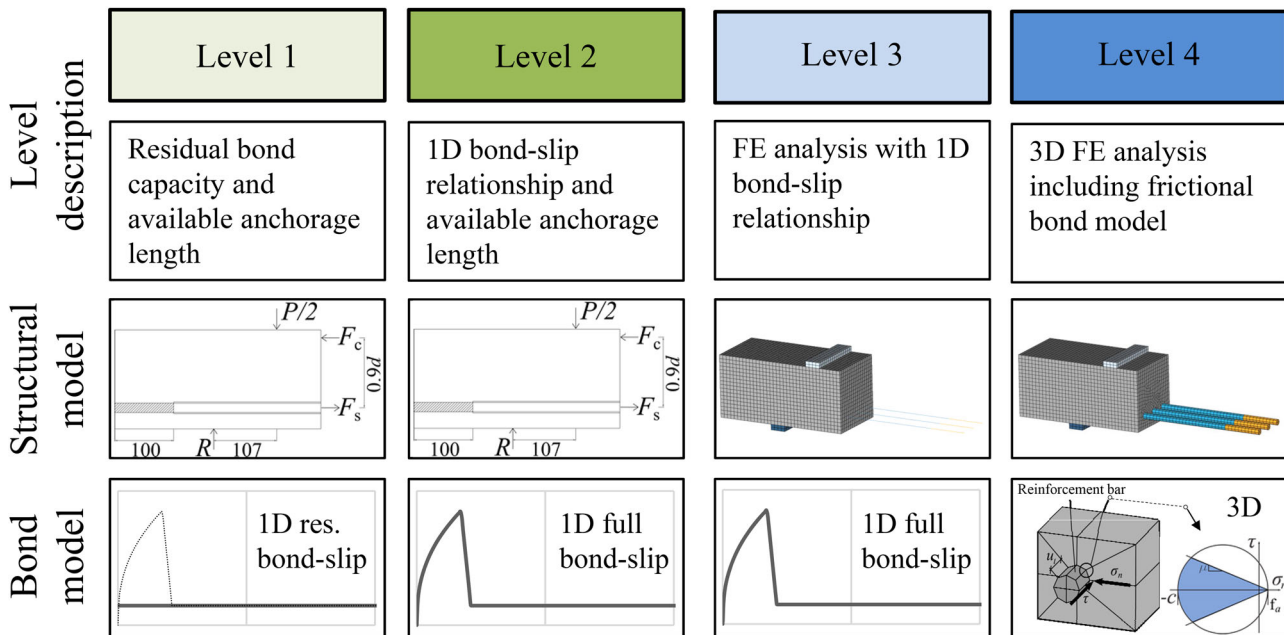 Level 1
Level 2
Level 3
Level 4
Level
description
Residual bond
capacity and
available anchorage
length
1D bond-slip
relationship and
available anchorage
length
FE analysis with 1D
bond-slip
relationship
3D FE analysis
including frictional
bond model
Structural
model
P/2
Fc
0.9d
Fs
100
R
107
P/2
Fc
0.9d
Fs
100
R
107
Bond
model
1D res.
bond-slip
1D full
bond-slip
1D full
bond-slip
Reinforcement bar
3D
τ
μ
σn
-c
fa
σn
τ